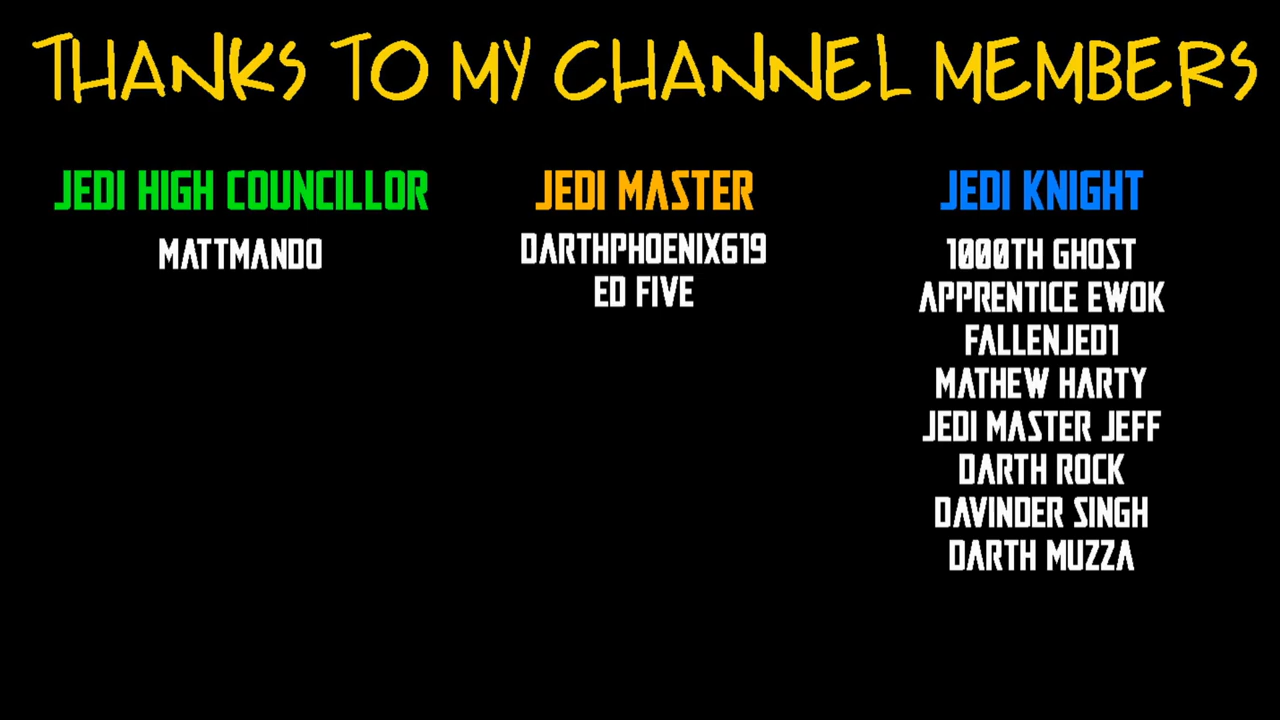 THANKS TO MY CHANNEL MEMBERS
JEDI HIGH COUNCILLOR
MATTMANDO
JEDI MASTER
DARTHPHOENIX619
ED FIVE
JEDI KNIGHT
1000TH GHOST
APPRENTICE EWOK
FALLENJED1
MATHEW HARTY
JEDI MASTER JEFF
DARTH ROCK
DAVINDER SINGH
DARTH MUZZA